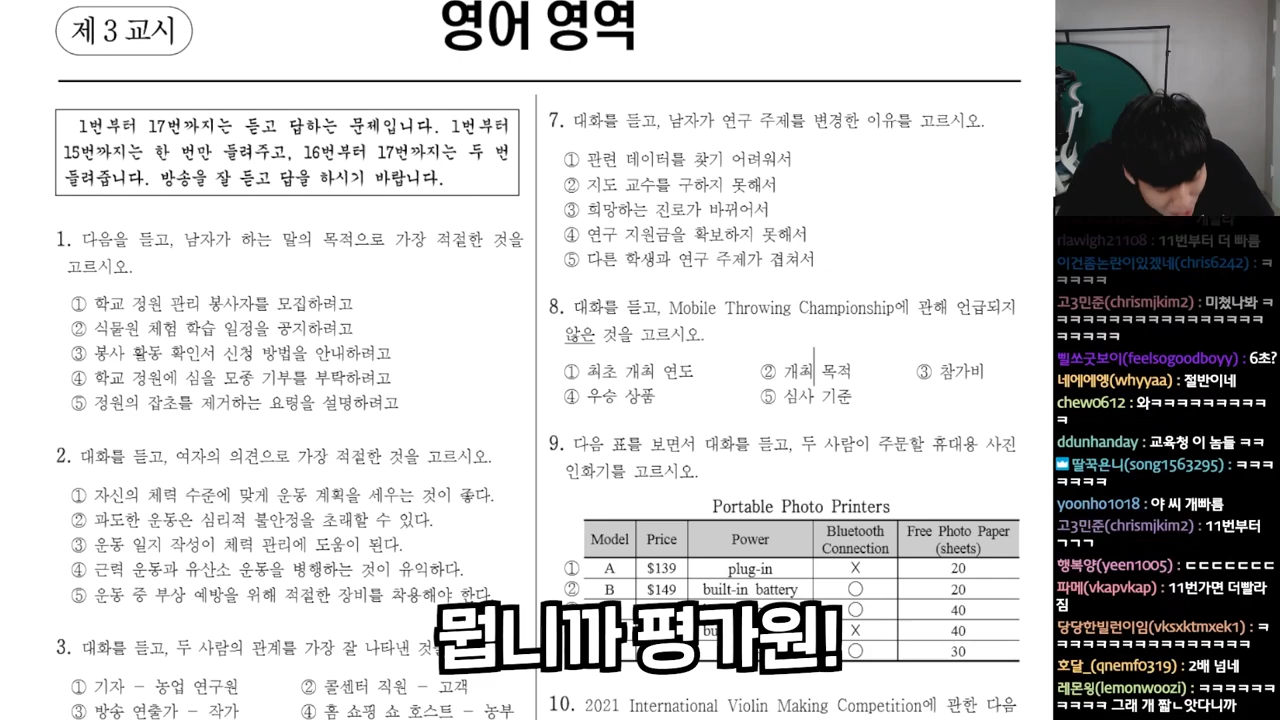 제 3 교시
영어 영역
1번부터 17번까지는 듣고 답하는 문제입니다. 1번부터
15번까지는 한 번만 들려주고, 16번부터 17번까지는 두 번
들려줍니다. 방송을 잘 듣고 답을 하시기 바랍니다.
1. 다음을 듣고, 남자가 하는 말의 목적으로 가장 적절한 것을
고르시오.
① 학교 정원 관리 봉사자를 모집하려고
② 식물원 체험 학습 일정을 공지하려고
③ 봉사 활동 확인서 신청 방법을 안내하려고
④ 학교 정원에 심을 모종 기부를 부탁하려고
⑤ 정원의 잡초를 제거하는 요령을 설명하려고
2. 대화를 듣고, 여자의 의견으로 가장 적절한 것을 고르시오.
① 자신의 체력 수준에 맞게 운동 계획을 세우는 것이 좋다.
② 과도한 운동은 심리적 불안정을 초래할 수 있다.
③ 운동 일지 작성이 체력 관리에 도움이 된다.
④ 근력 운동과 유산소 운동을 병행하는 것이 유익하다.
⑤ 운동 중 부상 예방을 위해 적절한 장비를 착용해야 한다.
3. 대화를 듣고, 두 사람의 관계를 가장 잘 나타낸 것
① 기자 - 농업 연구원 ② 콜센터 직원 - 고객
③ 방송 연출가 - 작가 ④ 홈 쇼핑 쇼 호스트 - 농부
7. 대화를 듣고, 남자가 연구 주제를 변경한 이유를 고르시오.
① 관련 데이터를 찾기 어려워서
② 지도 교수를 구하지 못해서
③ 희망하는 진로가 바뀌어서
④ 연구 지원금을 확보하지 못해서
⑤ 다른 학생과 연구 주제가 겹쳐서
8. 대화를 듣고, Mobile Throwing Championship에 관해 언급되지
않은 것을 고르시오.
① 최초 개최 연도 ② 개최 목적 ③ 참가비
④ 우승 상품 ⑤ 심사 기준
9. 다음 표를 보면서 대화를 듣고, 두 사람이 주문할 휴대용 사진
인화기를 고르시오.
Portable Photo Printers
Model Price Power Bluetooth Connection Free Photo Paper (sheets)
① A $139 plug-in X 20
② B $149 built-in battery ○ 20
○ 40
X 40
○ 30
10. 2021 International Violin Making Competition에 관한 다음
뭡니까 평가원!
rlawlgh21108 : 11번부터 더 빠름
이건좀논란이있겠네(chris6242) : ㅋ
ㅋㅋㅋㅋ
고3민준(chrismjkim2) : 미쳤나봐 ㅋ
ㅋㅋㅋㅋㅋㅋㅋㅋㅋㅋㅋㅋㅋㅋㅋㅋ
ㅋㅋㅋㅋㅋ
삘쏘굿보이(feelsogoodboyy) : 6초?
네에에엥(whyyaa) : 절반이네
chew0612 : 와ㅋㅋㅋㅋㅋㅋㅋㅋㅋ
ㅋ
ddunhanday : 교육청 이 놈들 ㅋㅋ
딸꾹욘니(song1563295) : ㅋㅋㅋ
ㅋㅋㅋㅋ
yoonho1018 : 야 씨 개빠름
고3민준(chrismjkim2) : 11번부터
ㄱㄱㄱ
행복양(yeen1005) : ㄷㄷㄷㄷㄷㄷㄷ
파메(vkapvkap) : 11번가면 더빨라
짐
당당한빌런이임(vksxktmxek1) : ㅋ
ㅋㅋㅋㅋㅋㅋㅋㅋㅋㅋㅋㅋ
호달_(qnemfo319) : 2배 넘네
레몬웡(lemonwoozi) : ㅋㅋㅋㅋㅋㅋ
ㅋㅋㅋㅋ 그래 개 짧ㄴ앗다니까